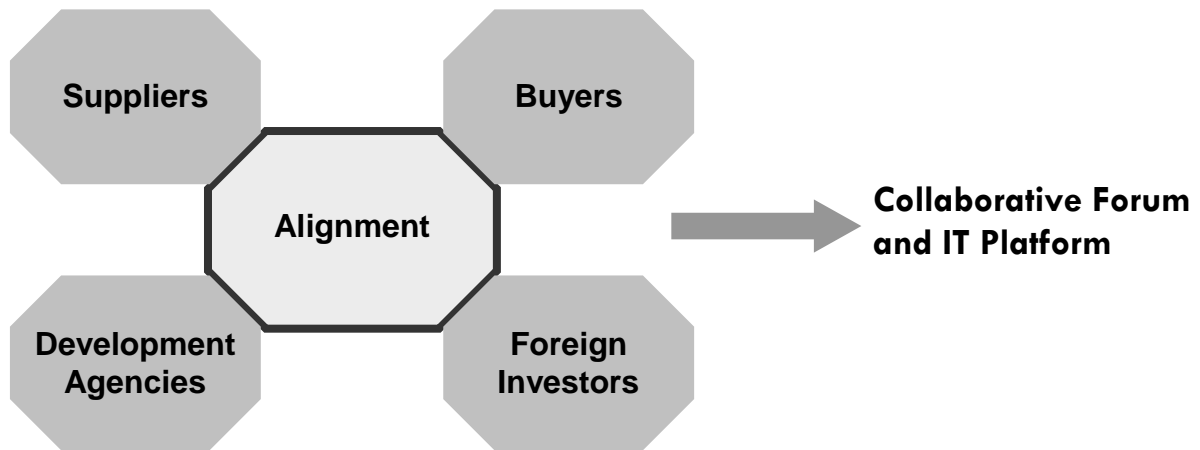 Suppliers
Buyers
Alignment
Collaborative Forum
and IT Platform
Development
Agencies
Foreign
Investors